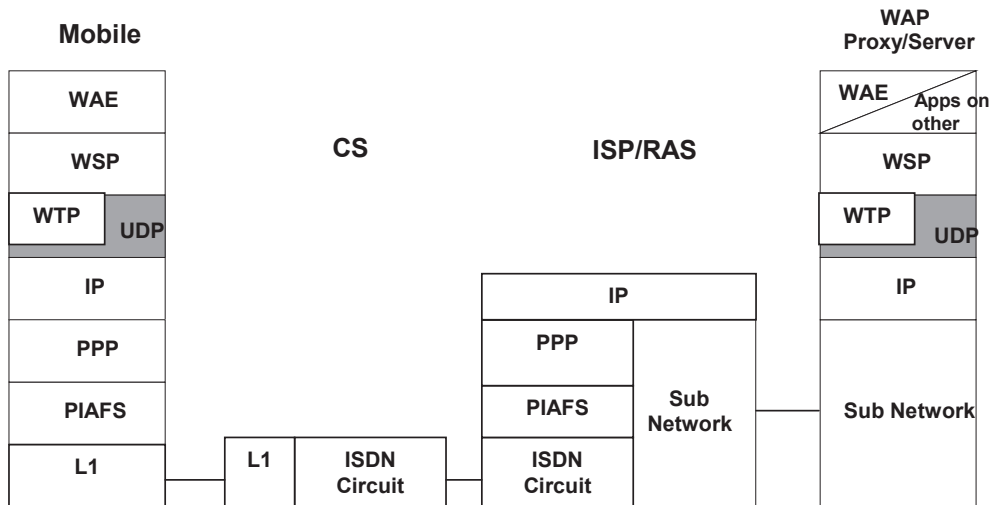 Mobile
WAE
WSP
WTP
UDP
IP
PPP
PIAFS
L1
CS
L1
ISDN
Circuit
ISP/RAS
IP
PPP
PIAFS
ISDN
Circuit
Sub
Network
WAP
Proxy/Server
WAE
Apps on
other
WSP
WTP
UDP
IP
Sub Network